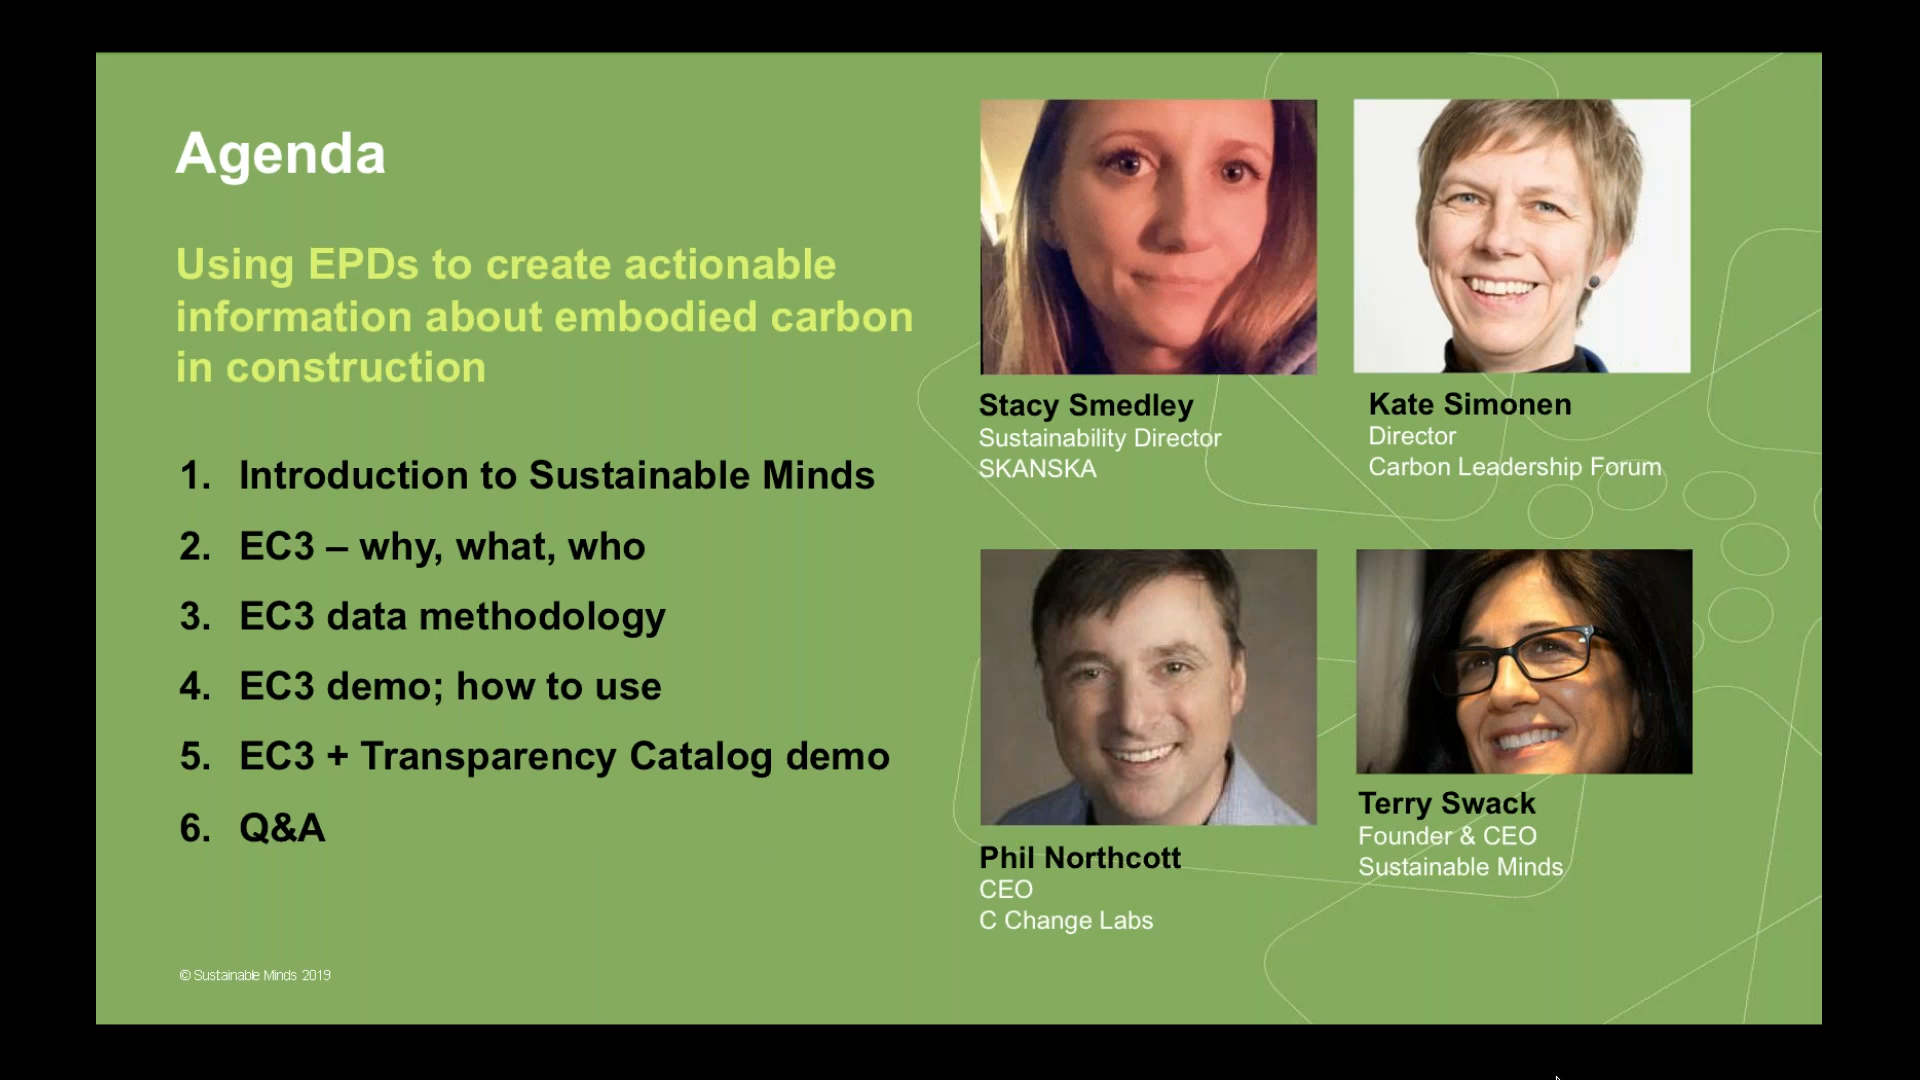 Agenda
Using EPDs to create actionable
information about embodied carbon
in construction
1. Introduction to Sustainable Minds
2. EC3 – why, what, who
3. EC3 data methodology
4. EC3 demo; how to use
5. EC3 + Transparency Catalog demo
6. Q&A
© Sustainable Minds 2019
Stacy Smedley
Sustainability Director
SKANSKA
Kate Simonen
Director
Carbon Leadership Forum
Phil Northcott
CEO
C Change Labs
Terry Swack
Founder & CEO
Sustainable Minds